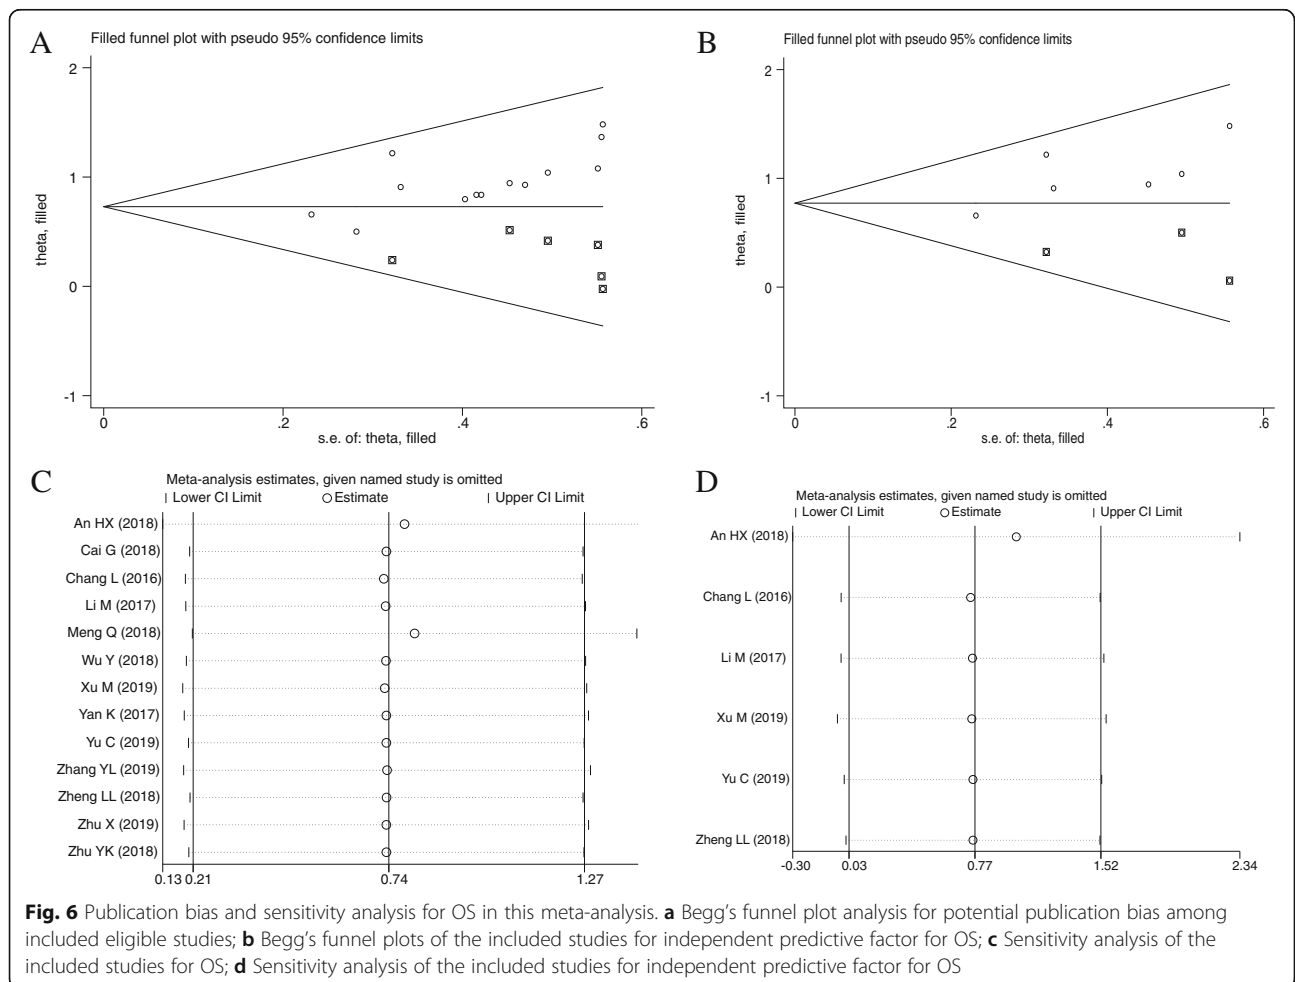 A
Filled funnel plot with pseudo 95% confidence limits
theta, filled
2
1
0
-1
0 .2 .4 .6
s.e. of: theta, filled
B
Filled funnel plot with pseudo 95% confidence limits
theta, filled
2
1
0
-1
0 .2 .4 .6
s.e. of: theta, filled
C
Meta-analysis estimates, given named study is omitted
Lower CI Limit Estimate Upper CI Limit
An HX (2018)
Cai G (2018)
Chang L (2016)
Li M (2017)
Meng Q (2018)
Wu Y (2018)
Xu M (2019)
Yan K (2017)
Yu C (2019)
Zhang YL (2019)
Zheng LL (2018)
Zhu X (2019)
Zhu YK (2018)
0.13 0.21 0.74 1.27
D
Meta-analysis estimates, given named study is omitted
Lower CI Limit Estimate Upper CI Limit
An HX (2018)
Chang L (2016)
Li M (2017)
Xu M (2019)
Yu C (2019)
Zheng LL (2018)
-0.30 0.03 0.77 1.52 2.34
Fig. 6 Publication bias and sensitivity analysis for OS in this meta-analysis. a Begg's funnel plot analysis for potential publication bias among
included eligible studies; b Begg's funnel plots of the included studies for independent predictive factor for OS; c Sensitivity analysis of the
included studies for OS; d Sensitivity analysis of the included studies for independent predictive factor for OS